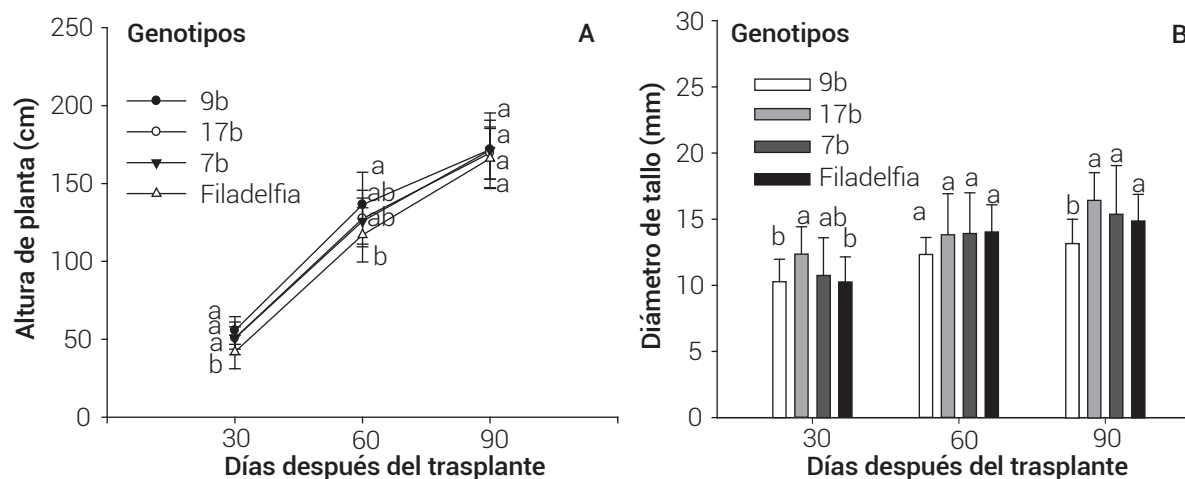 Genotipos
A
9b
17b
7b
Filadelfia
Altura de planta (cm)
250
200
150
100
50
0
a
a
a
b
a
ab
ab
b
a
a
a
a
30
60
90
Días después del trasplante
Genotipos
B
9b
17b
7b
Filadelfia
Diámetro de tallo (mm)
30
25
20
15
10
5
0
b
a
ab
b
a
a
a
a
b
a
a
a
30
60
90
Días después del trasplante